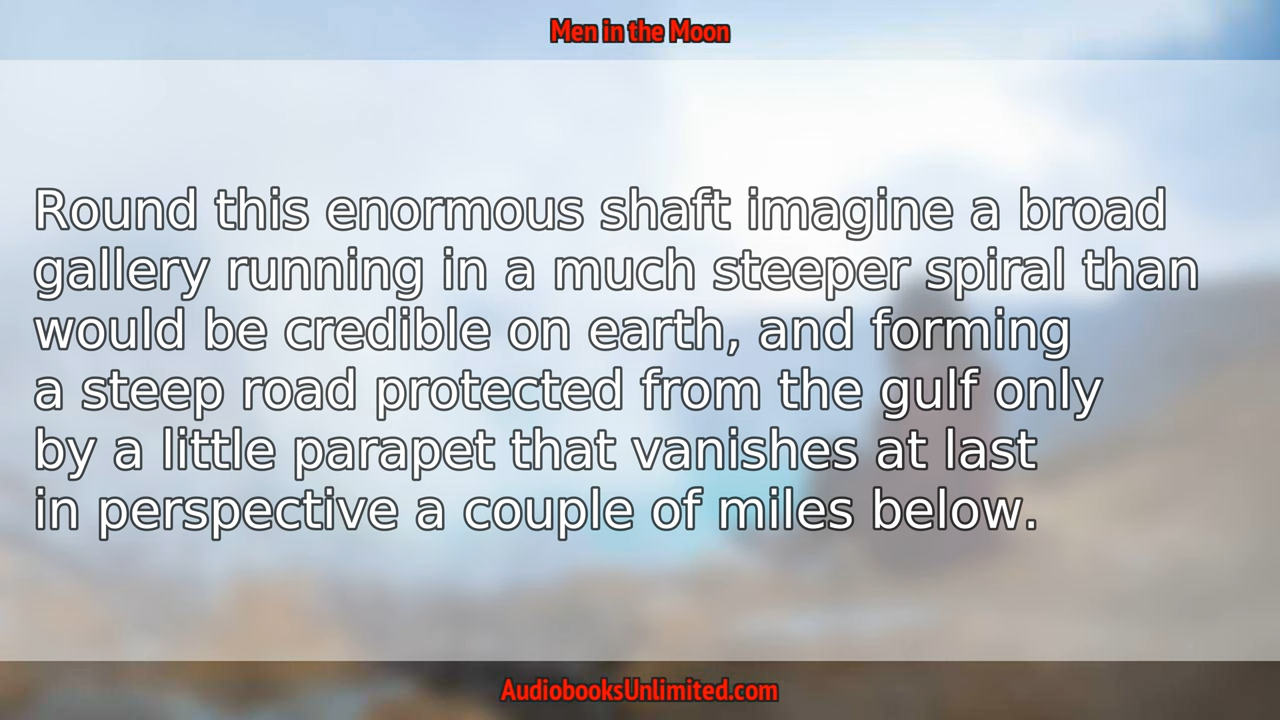 Men in the Moon
Round this enormous shaft imagine a broad
gallery running in a much steeper spiral than
would be credible on earth, and forming
a steep road protected from the gulf only
by a little parapet that vanishes at last
in perspective a couple of miles below.
AudiobooksUnlimited.com